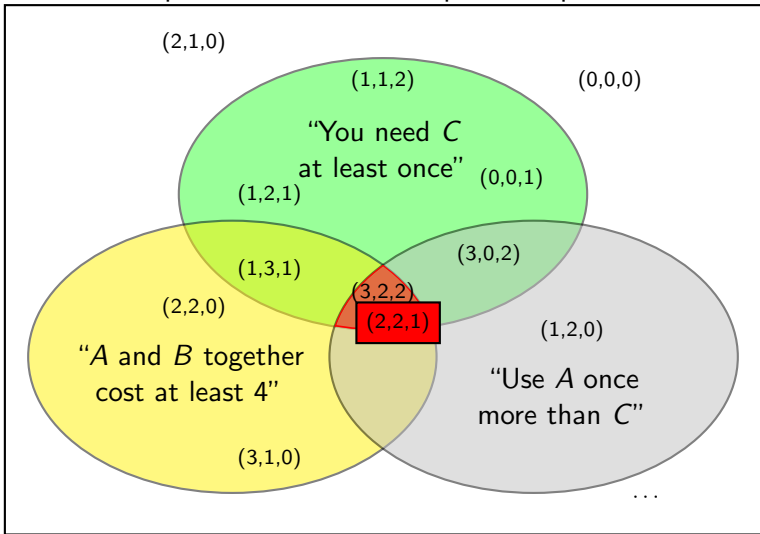 (2,1,0)
(1,1,2)
(0,0,0)
“You need C
at least once”
(0,0,1)
(1,2,1)
(3,0,2)
(1,3,1)
(3,2,2)
(2,2,0)
(2,2,1)
(1,2,0)
“A and B together
cost at least 4”
“Use A once
more than C”
(3,1,0)
...